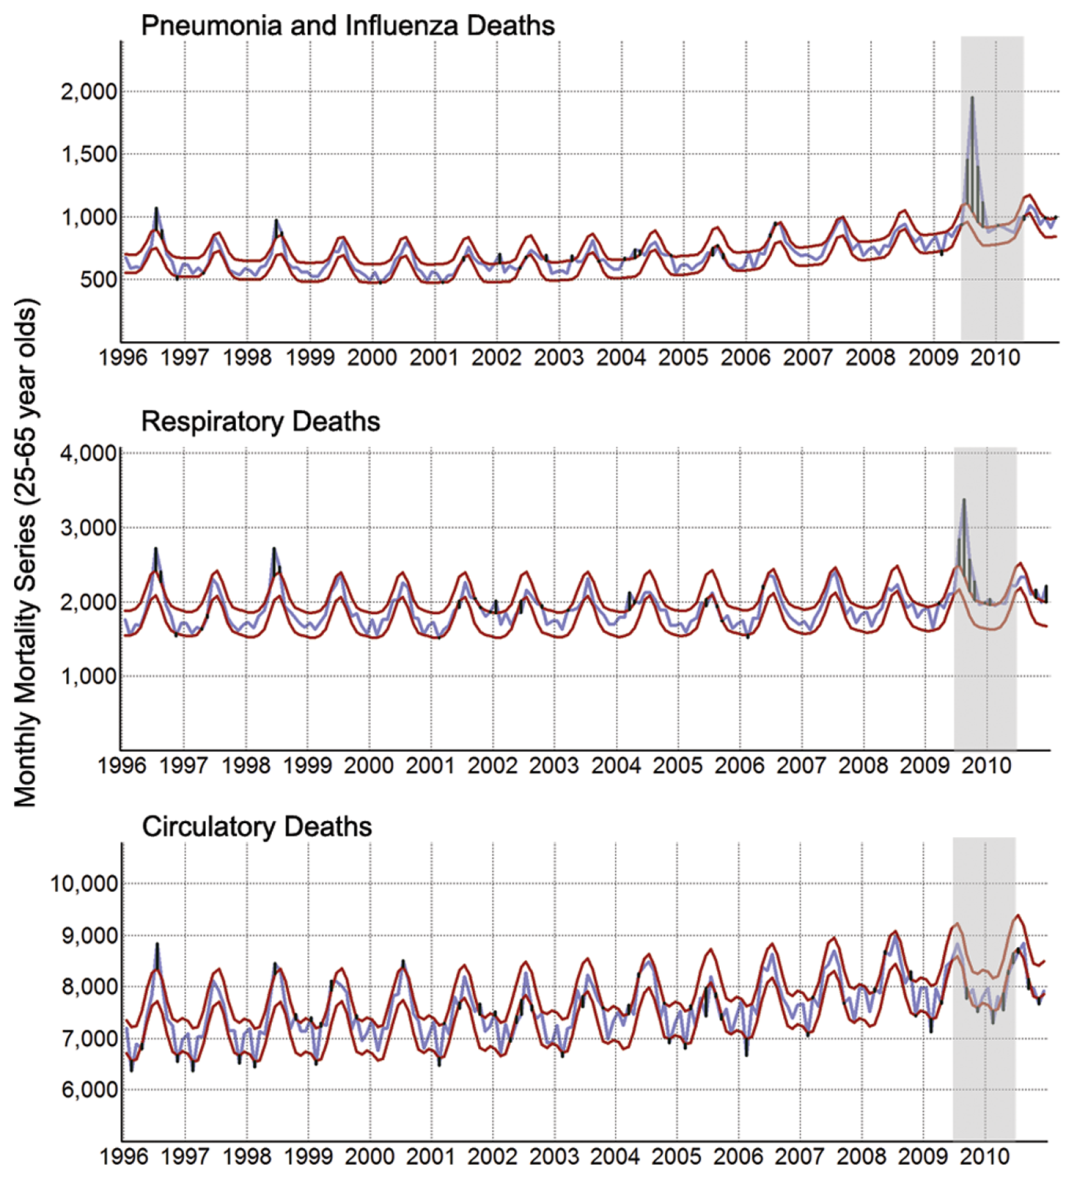 Pneumonia and Influenza Deaths
2,000
1,500
1,000
500
1996 1997 1998 1999 2000 2001 2002 2003 2004 2005 2006 2007 2008 2009 2010
Monthly Mortality Series (25-65 year olds)
Respiratory Deaths
4,000
3,000
2,000
1,000
1996 1997 1998 1999 2000 2001 2002 2003 2004 2005 2006 2007 2008 2009 2010
Circulatory Deaths
10,000
9,000
8,000
7,000
6,000
1996 1997 1998 1999 2000 2001 2002 2003 2004 2005 2006 2007 2008 2009 2010